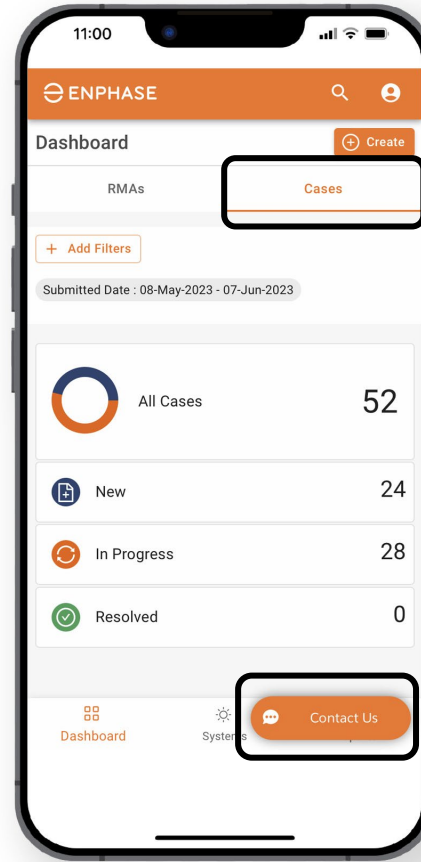 11:00
ENPHASE
Dashboard
Create
RMAs Cases
+ Add Filters
Submitted Date : 08-May-2023 - 07-Jun-2023
All Cases 52
New 24
In Progress 28
Resolved 0
Contact Us
Dashboard Systems